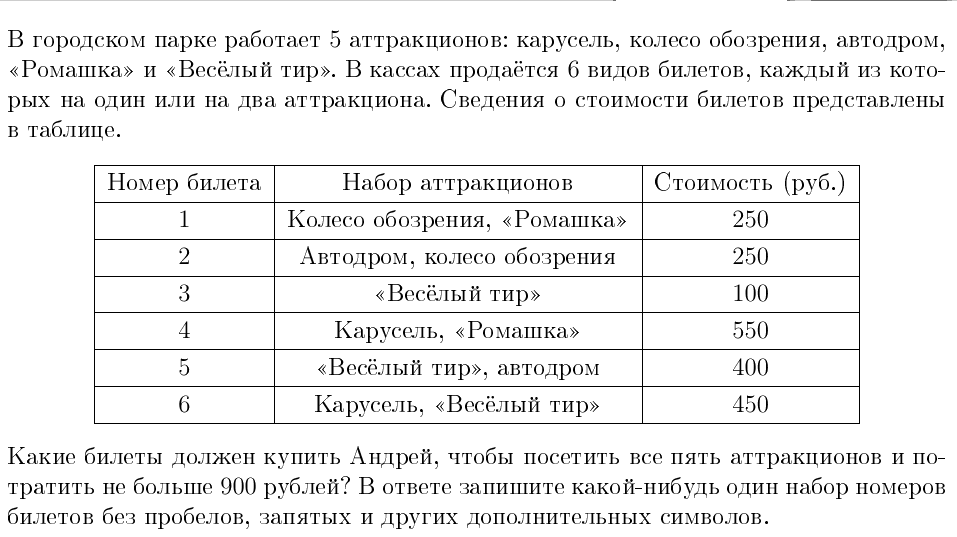 В городском парке работает 5 аттракционов: карусель, колесо обозрения, автодром,
«Ромашка» и «Весёлый тир». В кассах продаётся 6 видов билетов, каждый из кото-
рых на один или на два аттракциона. Сведения о стоимости билетов представлены
в таблице.
Номер билета Набор аттракционов Стоимость (руб.)
1 Колесо обозрения, «Ромашка» 250
2 Автодром, колесо обозрения 250
3 «Весёлый тир» 100
4 Карусель, «Ромашка» 550
5 «Весёлый тир», автодром 400
6 Карусель, «Весёлый тир» 450
Какие билеты должен купить Андрей, чтобы посетить все пять аттракционов и по-
тратить не больше 900 рублей? В ответе запишите какой-нибудь один набор номеров
билетов без пробелов, запятых и других дополнительных символов.